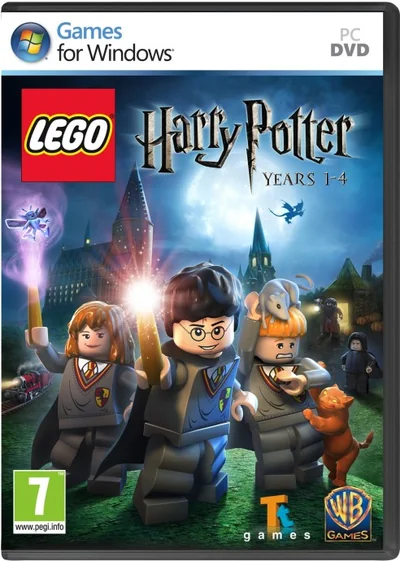 Games
for Windows
PC
DVD
LEGO
Harry Potter
YEARS 1-4
7
www.pegi.info
Tt
games
WB
GAMES